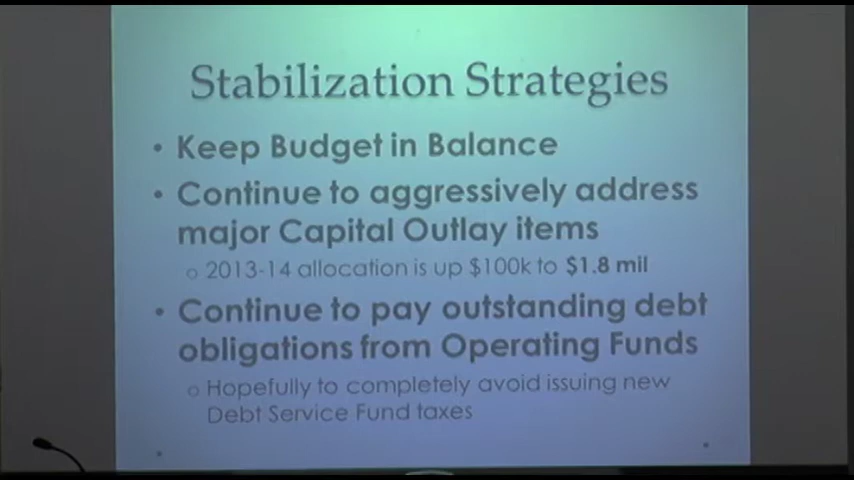 Stabilization Strategies
• Keep Budget in Balance
• Continue to aggressively address
major Capital Outlay items
o 2013-14 allocation is up $100k to $1.8 mil
• Continue to pay outstanding debt
obligations from Operating Funds
o Hopefully to completely avoid issuing new
Debt Service Fund taxes